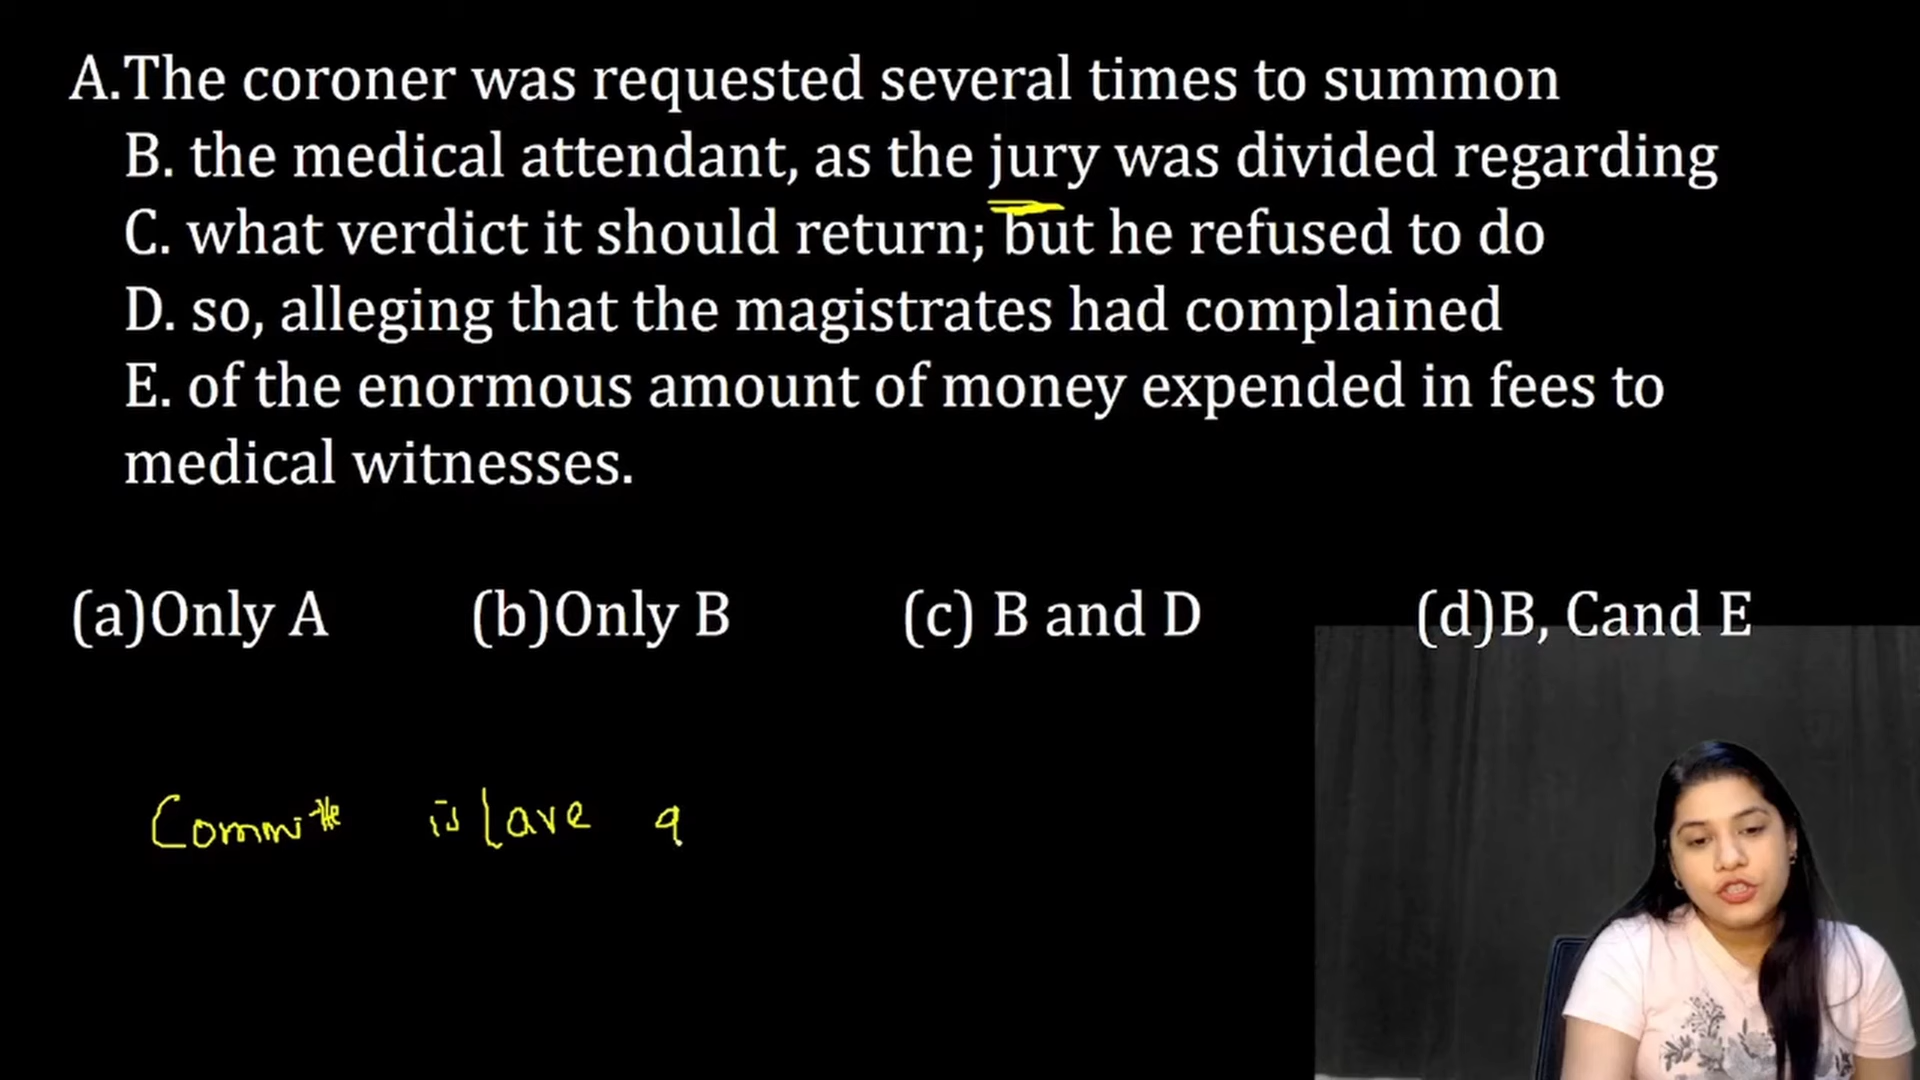 A.The coroner was requested several times to summon
B. the medical attendant, as the jury was divided regarding
C. what verdict it should return; but he refused to do
D. so, alleging that the magistrates had complained
E. of the enormous amount of money expended in fees to
medical witnesses.
(a)Only A (b)Only B (c) B and D (d)B, Cand E
is